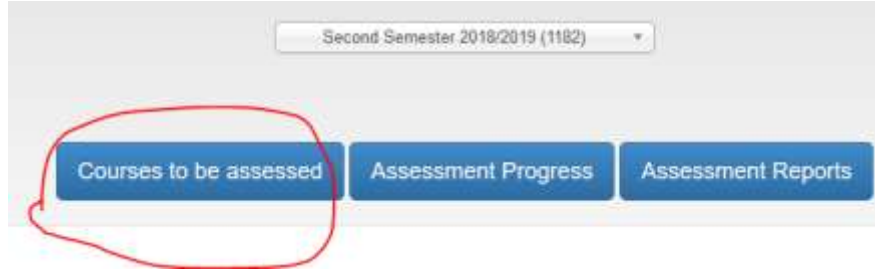 Second Semester 2018/2019 (1182)
Courses to be assessed
Assessment Progress
Assessment Reports